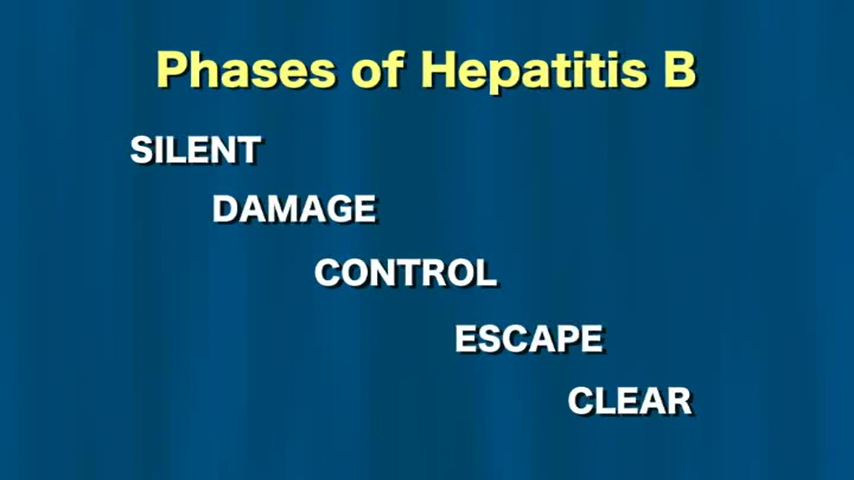 Phases of Hepatitis B
SILENT
DAMAGE
CONTROL
ESCAPE
CLEAR